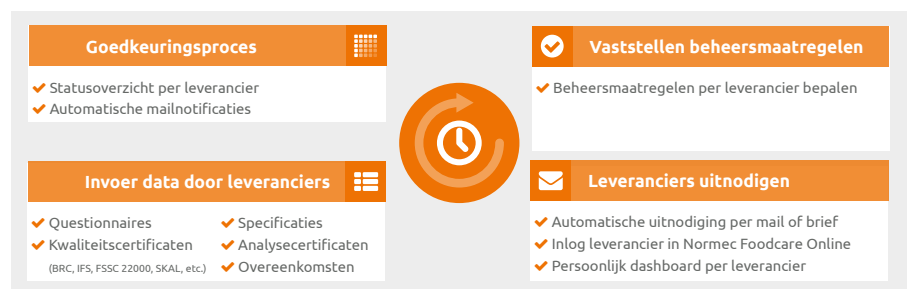 Goedkeuringsproces
Statusoverzicht per leverancier
Automatische mailnotificaties
Vaststellen beheersmaatregelen
Beheersmaatregelen per leverancier bepalen
Invoer data door leveranciers
Questionnaires
Kwaliteitscertificaten
(BRC, IFS, FSSC 22000, SKAL, etc.)
Specificaties
Analysecertificaten
Overeenkomsten
Leveranciers uitnodigen
Automatische uitnodiging per mail of brief
Inlog leverancier in Normec Foodcare Online
Persoonlijk dashboard per leverancier